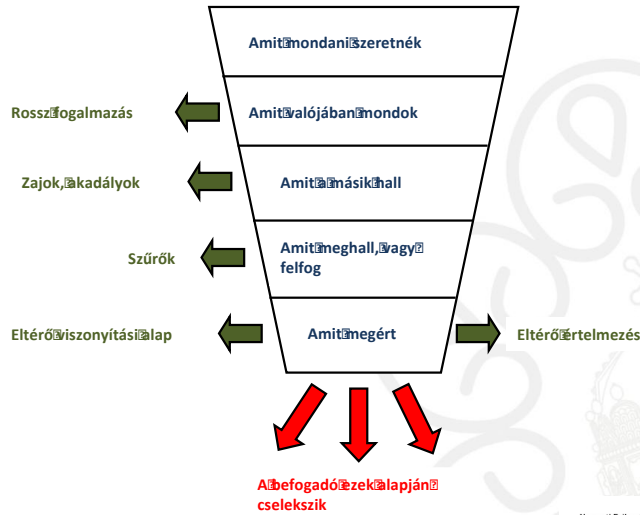 Amit mondani szeretnék
Rossz fogalmazás
Amit valójában mondok
Zajok, akadályok
Amit a másik hall
Szűrők
Amit meghall, vagy
felfog
Eltérő viszonyítási alap
Amit megért
Eltérő értelmezés
A befogadó ezek alapján
cselekszik